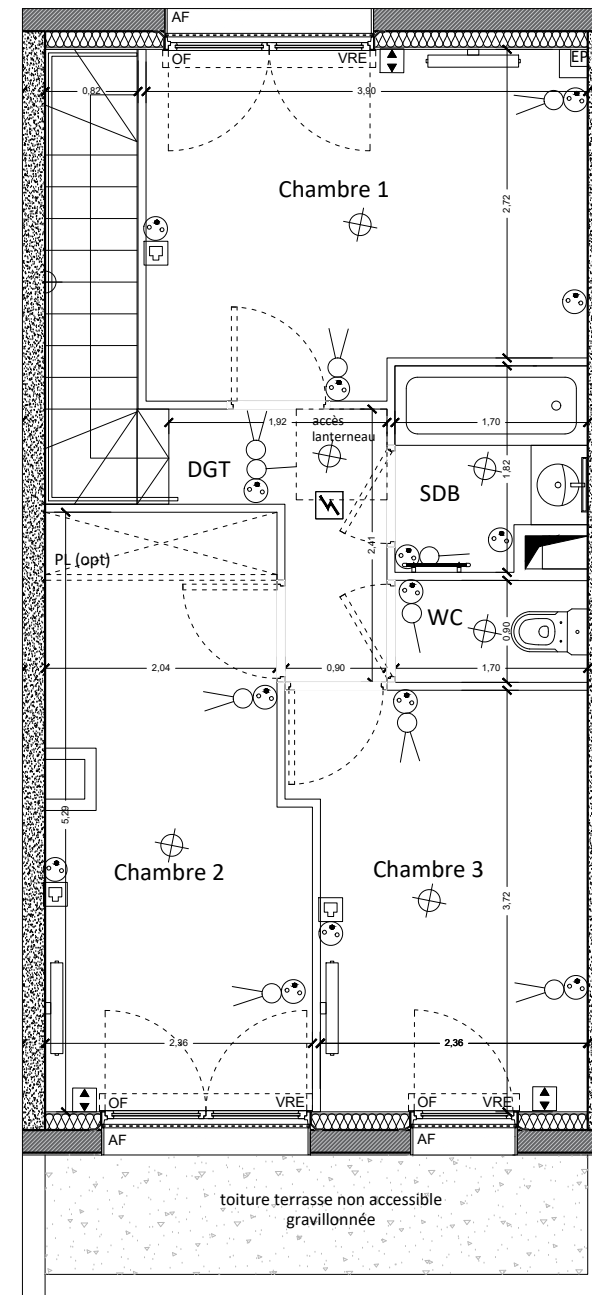 AF
OF
VRE
EP
0,82
3,90
Chambre 1
2,72
1,92
accès
lanterneau
1,70
DGT
SDB
1,82
PL (opt)
2,41
WC
0,90
2,04
0,90
1,70
5,29
Chambre 2
Chambre 3
3,72
2,36
2,36
OF
VRE
OF
VRE
AF
AF
toiture terrasse non accessible
gravillonnée